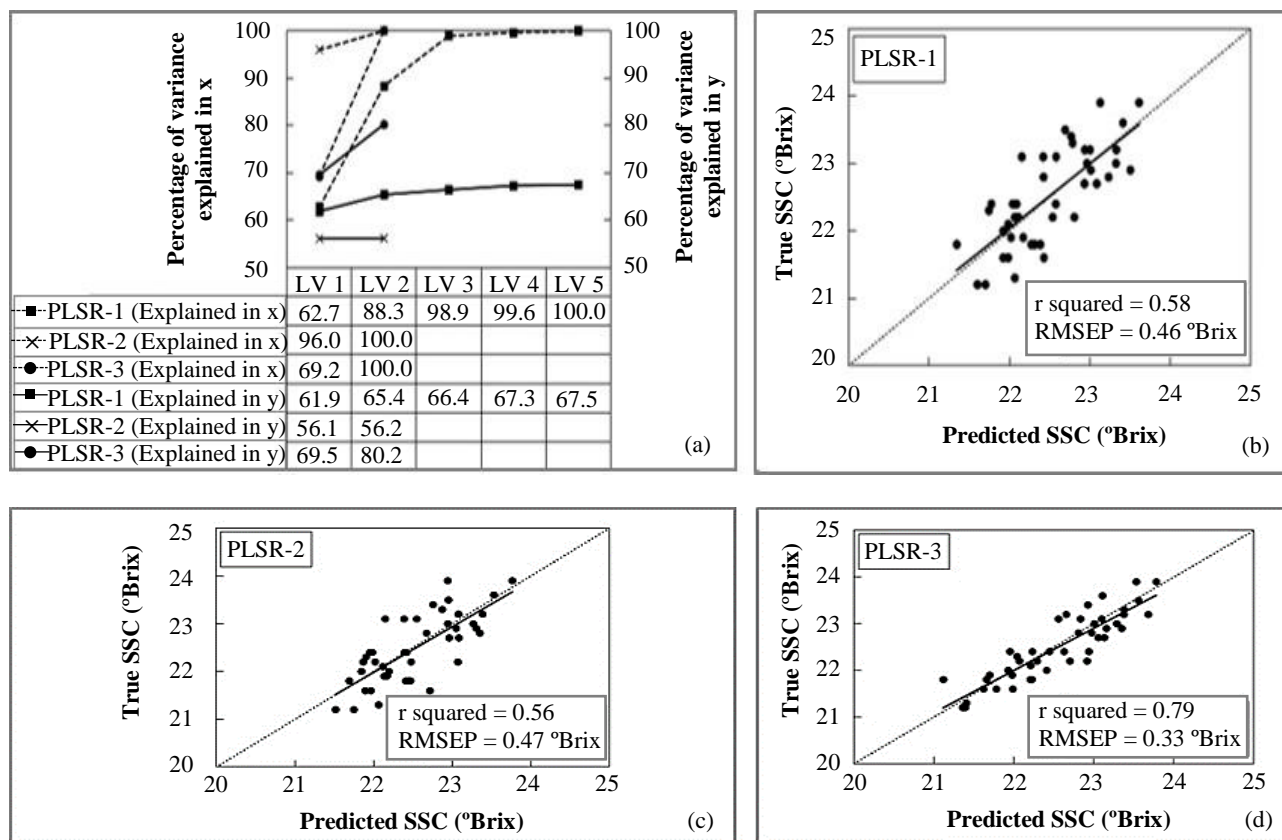 Percentage of variance
explained in x
100
90
80
70
60
50
100
90
80
70
60
50
Percentage of variance
explained in y
LV 1 LV 2 LV 3 LV 4 LV 5
PLSR-1 (Explained in x) 62.7 88.3 98.9 99.6 100.0
PLSR-2 (Explained in x) 96.0 100.0
PLSR-3 (Explained in x) 69.2 100.0
PLSR-1 (Explained in y) 61.9 65.4 66.4 67.3 67.5
PLSR-2 (Explained in y) 56.1 56.2
PLSR-3 (Explained in y) 69.5 80.2
(a)
PLSR-1
True SSC (ºBrix)
25
24
23
22
21
20
r squared = 0.58
RMSEP = 0.46 ºBrix
20 21 22 23 24 25
Predicted SSC (ºBrix)
(b)
PLSR-2
True SSC (ºBrix)
25
24
23
22
21
20
r squared = 0.56
RMSEP = 0.47 ºBrix
20 21 22 23 24 25
Predicted SSC (ºBrix)
(c)
PLSR-3
True SSC (ºBrix)
25
24
23
22
21
20
r squared = 0.79
RMSEP = 0.33 ºBrix
20 21 22 23 24 25
Predicted SSC (ºBrix)
(d)